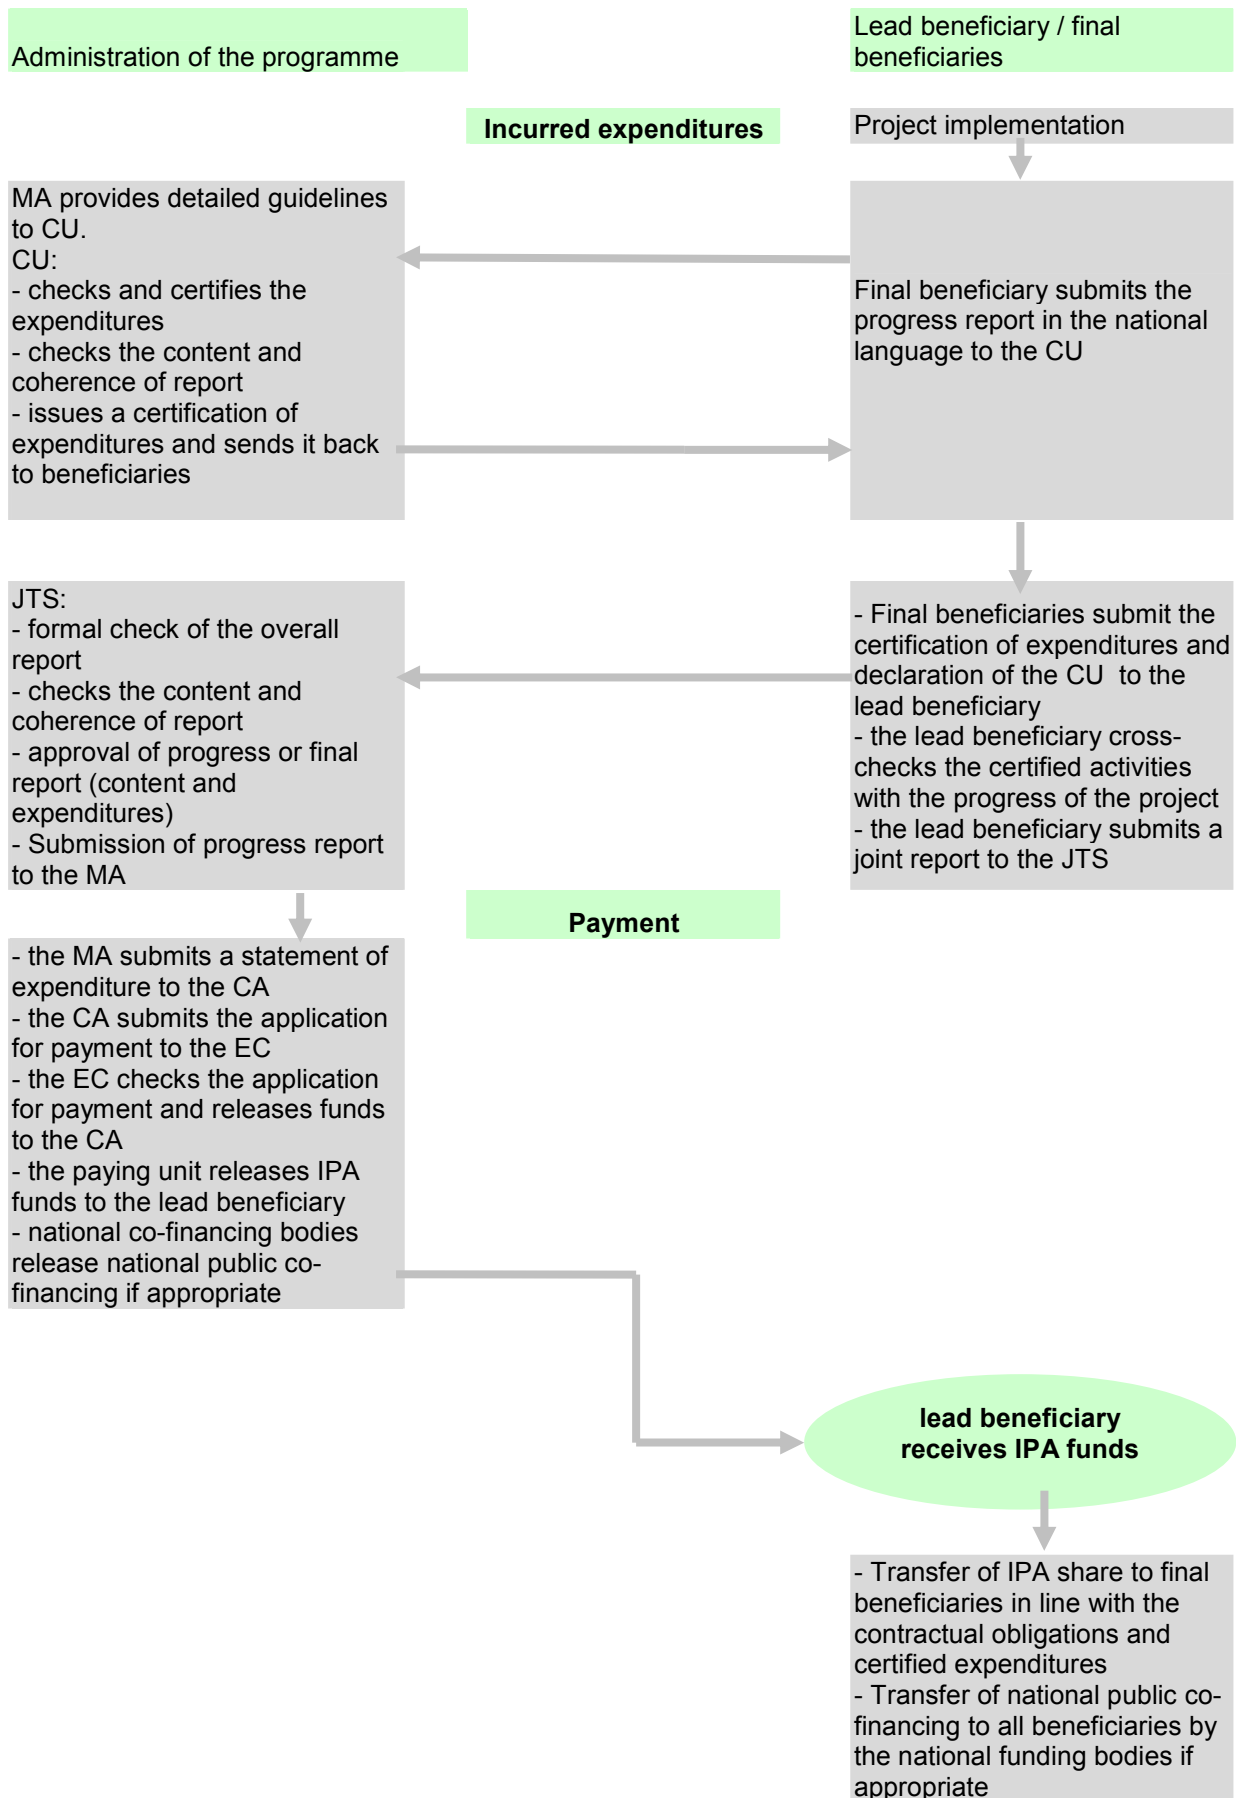 Administration of the programme
Lead beneficiary / final
beneficiaries
Incurred expenditures
Project implementation
MA provides detailed guidelines
to CU.
CU:
- checks and certifies the
expenditures
- checks the content and
coherence of report
- issues a certification of
expenditures and sends it back
to beneficiaries
Final beneficiary submits the
progress report in the national
language to the CU
JTS:
- formal check of the overall
report
- checks the content and
coherence of report
- approval of progress or final
report (content and
expenditures)
- Submission of progress report
to the MA
- Final beneficiaries submit the
certification of expenditures and
declaration of the CU  to the
lead beneficiary
- the lead beneficiary cross-
checks the certified activities
with the progress of the project
- the lead beneficiary submits a
joint report to the JTS
Payment
- the MA submits a statement of
expenditure to the CA
- the CA submits the application
for payment to the EC
- the EC checks the application
for payment and releases funds
to the CA
- the paying unit releases IPA
funds to the lead beneficiary
- national co-financing bodies
release national public co-
financing if appropriate
lead beneficiary
receives IPA funds
- Transfer of IPA share to final
beneficiaries in line with the
contractual obligations and
certified expenditures
- Transfer of national public co-
financing to all beneficiaries by
the national funding bodies if
appropriate